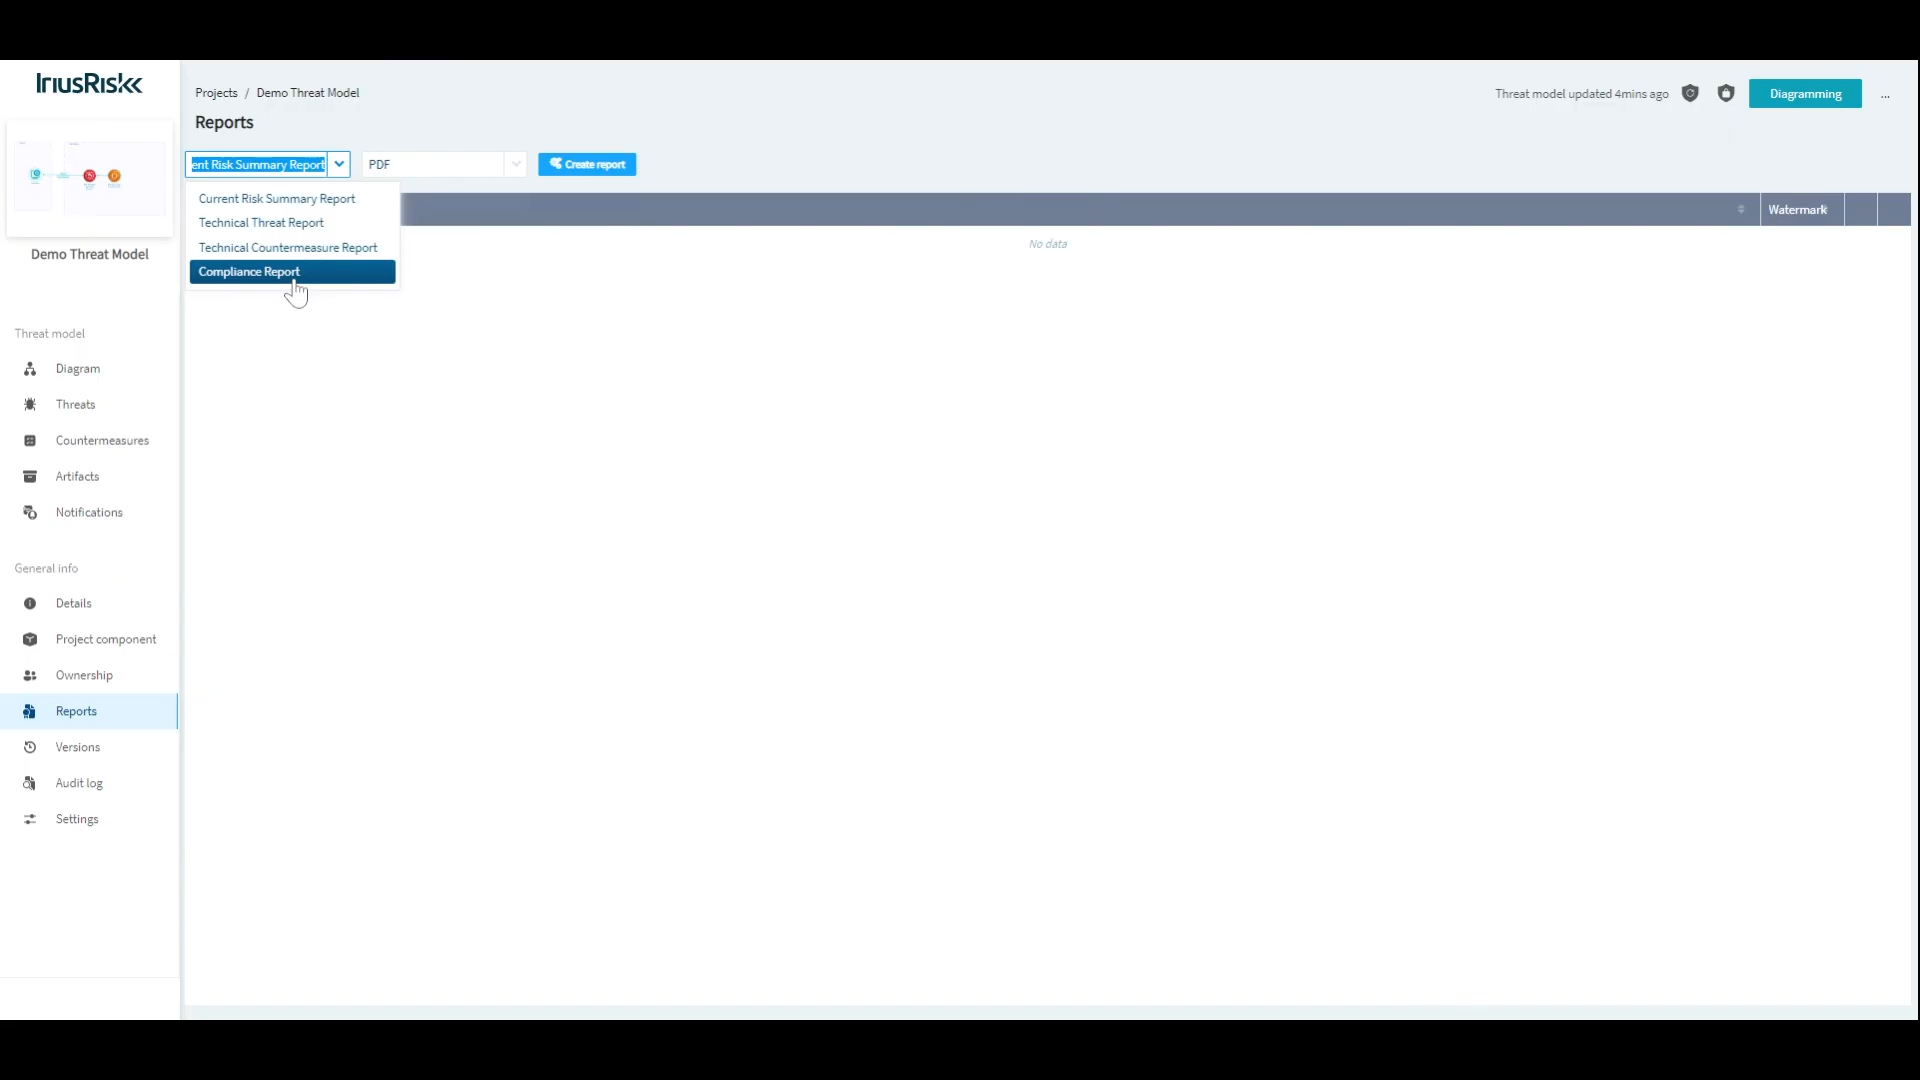 IriusRisk
Projects / Demo Threat Model
Threat model updated 4mins ago
Diagramming
...
Reports
ent Risk Summary Report
PDF
Create report
Current Risk Summary Report
Technical Threat Report
Technical Countermeasure Report
Compliance Report
Watermark
No data
Demo Threat Model
Threat model
Diagram
Threats
Countermeasures
Artifacts
Notifications
General info
Details
Project component
Ownership
Reports
Versions
Audit log
Settings